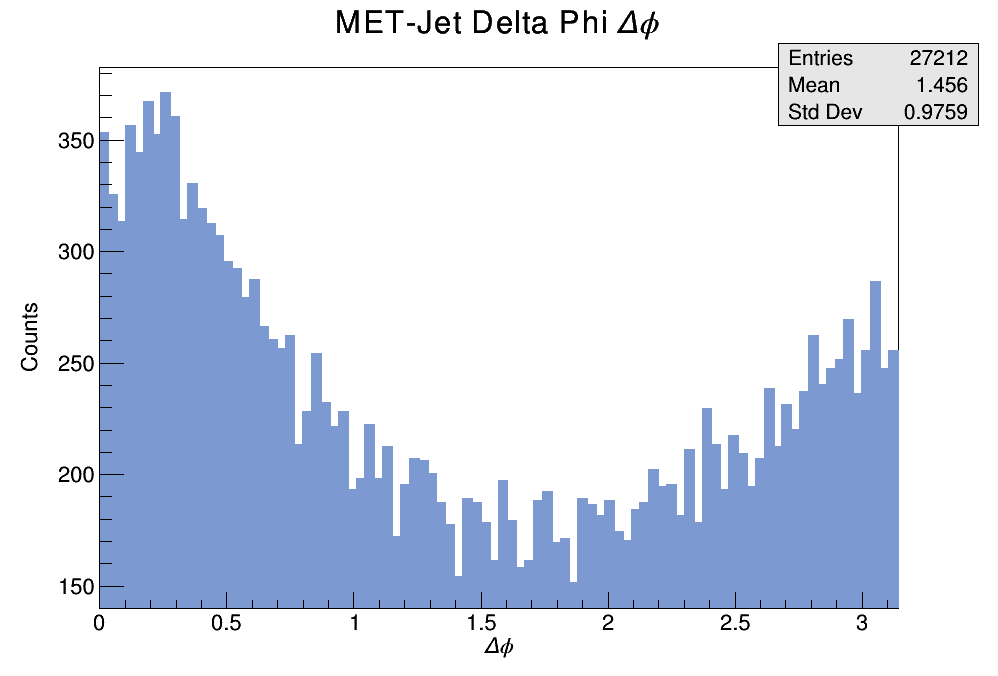 MET-Jet Delta Phi Δϕ
Entries 27212
Mean 1.456
Std Dev 0.9759
350
300
250
200
150
Counts
0 0.5 1 1.5 2 2.5 3
Δϕ